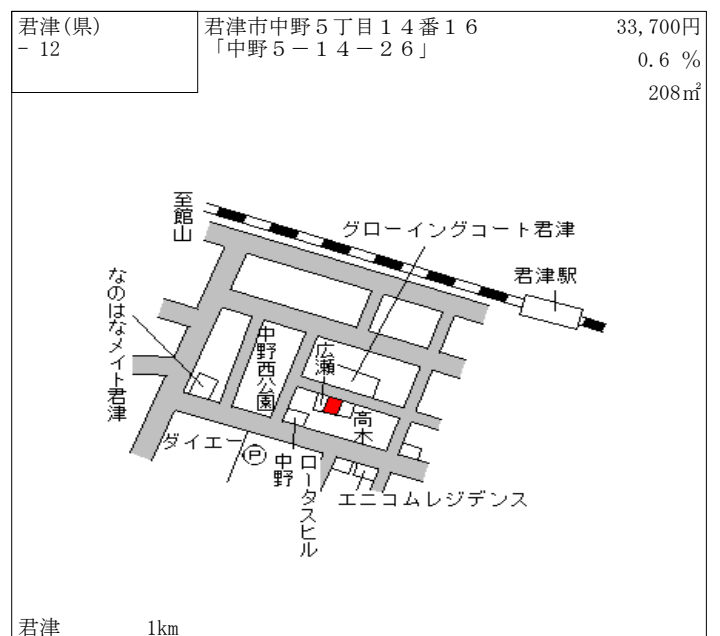 君津(県)
- 12
君津市中野５丁目１４番１６
「中野５－１４－２６」
33,700円
0.6 %
208㎡
至館山
グローイングコート君津
君津駅
なのはなメイト君津
中野西公園
広瀬
高木
ダイエー
P
中野
ロータスヒル
エニコムレジデンス
君津 1km